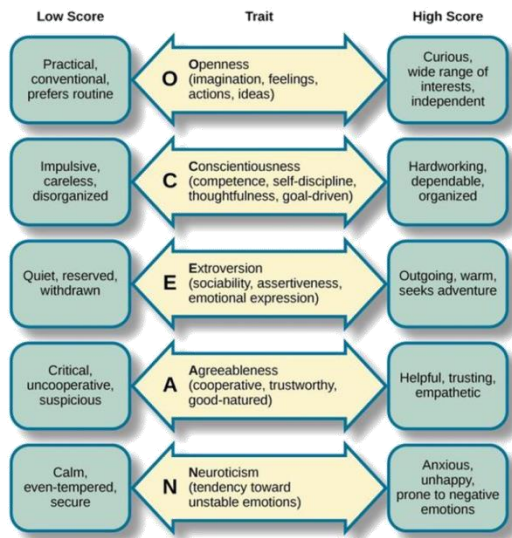 Low Score
Trait
High Score
Practical,
conventional,
prefers routine
O
Openness
(imagination, feelings,
actions, ideas)
Curious,
wide range of
interests,
independent
Impulsive,
careless,
disorganized
C
Conscientiousness
(competence, self-discipline,
thoughtfulness, goal-driven)
Hardworking,
dependable,
organized
Quiet, reserved,
withdrawn
E
Extroversion
(sociability, assertiveness,
emotional expression)
Outgoing, warm,
seeks adventure
Critical,
uncooperative,
suspicious
A
Agreeableness
(cooperative, trustworthy,
good-natured)
Helpful, trusting,
empathetic
Calm,
even-tempered,
secure
N
Neuroticism
(tendency toward
unstable emotions)
Anxious,
unhappy,
prone to negative
emotions